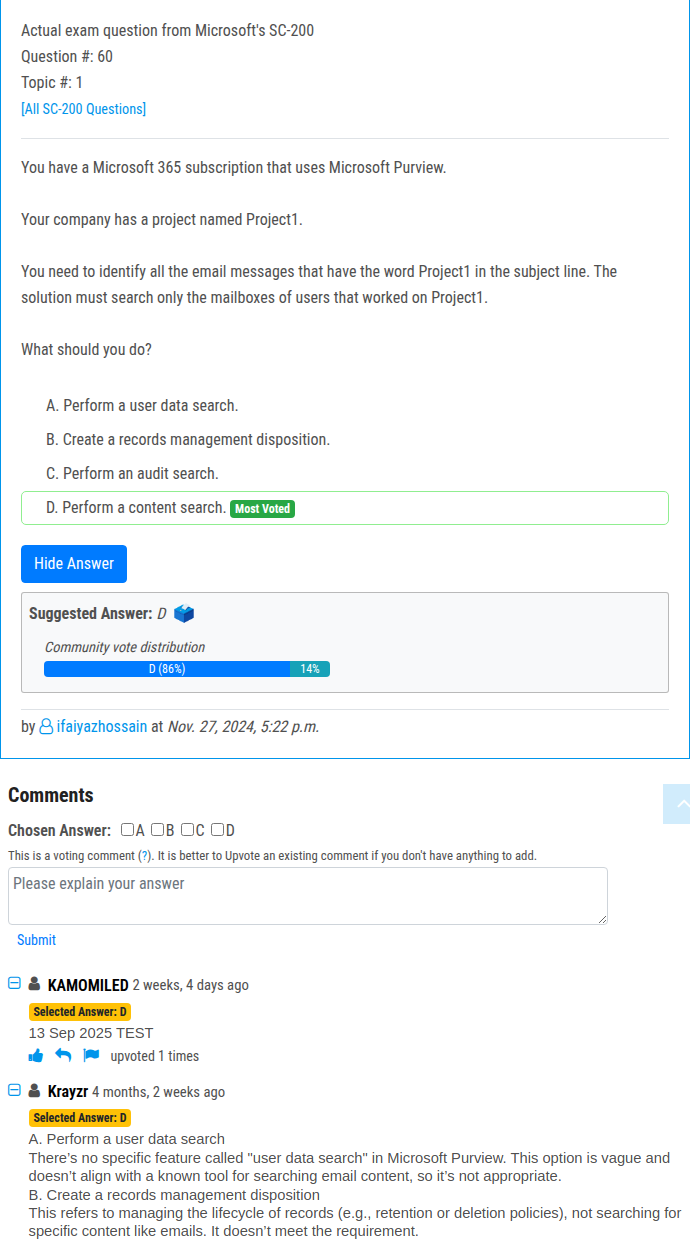 Actual exam question from Microsoft's SC-200
Question #: 60
Topic #: 1
[All SC-200 Questions]
You have a Microsoft 365 subscription that uses Microsoft Purview.
Your company has a project named Project1.
You need to identify all the email messages that have the word Project1 in the subject line. The
solution must search only the mailboxes of users that worked on Project1.
What should you do?
A. Perform a user data search.
B. Create a records management disposition.
C. Perform an audit search.
D. Perform a content search. Most Voted
Hide Answer
Suggested Answer: D
Community vote distribution
D (86%) 14%
by ifaiyazhossain at Nov. 27, 2024, 5:22 p.m.
Comments
Chosen Answer: A B C D
This is a voting comment (?). It is better to Upvote an existing comment if you don't have anything to add.
Please explain your answer
Submit
KAMOMILED 2 weeks, 4 days ago
Selected Answer: D
13 Sep 2025 TEST
upvoted 1 times
Krayzr 4 months, 2 weeks ago
Selected Answer: D
A. Perform a user data search
There's no specific feature called "user data search" in Microsoft Purview. This option is vague and
doesn't align with a known tool for searching email content, so it's not appropriate.
B. Create a records management disposition
This refers to managing the lifecycle of records (e.g., retention or deletion policies), not searching for
specific content like emails. It doesn't meet the requirement.